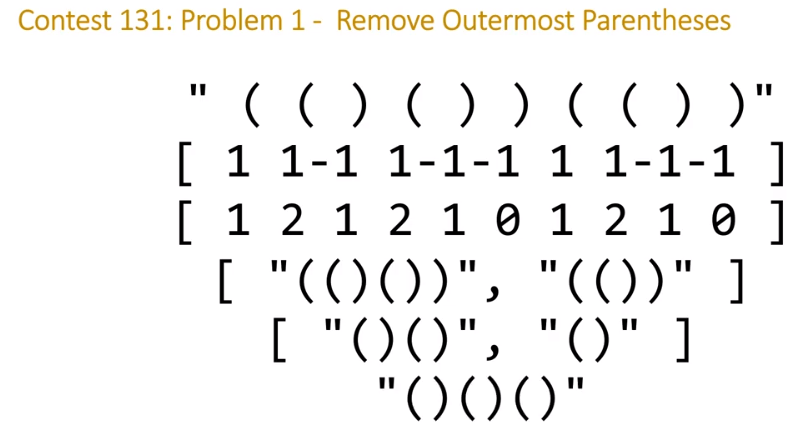 Contest 131: Problem 1 - Remove Outermost Parentheses
" ( ( ) ( ) ) ( ( ) )"
[ 1 1-1 1-1-1 1 1-1-1 ]
[ 1 2 1 2 1 0 1 2 1 0 ]
[ "(()())", "(())" ]
[ "()()", "()" ]
"()()()"